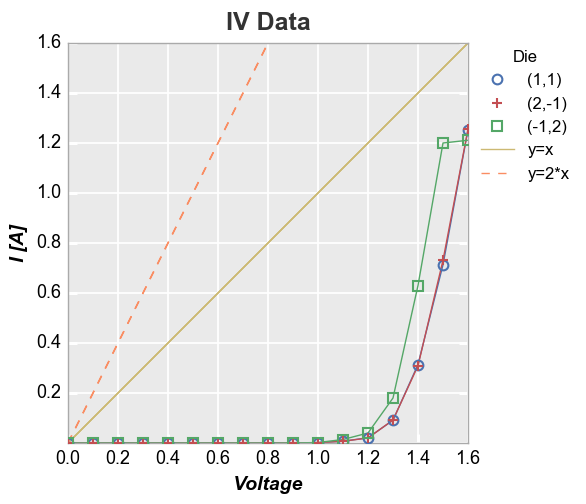 IV Data
1.6
1.4
1.2
1.0
0.8
0.6
0.4
0.2
I [A]
0.0 0.2 0.4 0.6 0.8 1.0 1.2 1.4 1.6
Voltage
Die
(1,1)
(2,-1)
(-1,2)
y=x
y=2*x